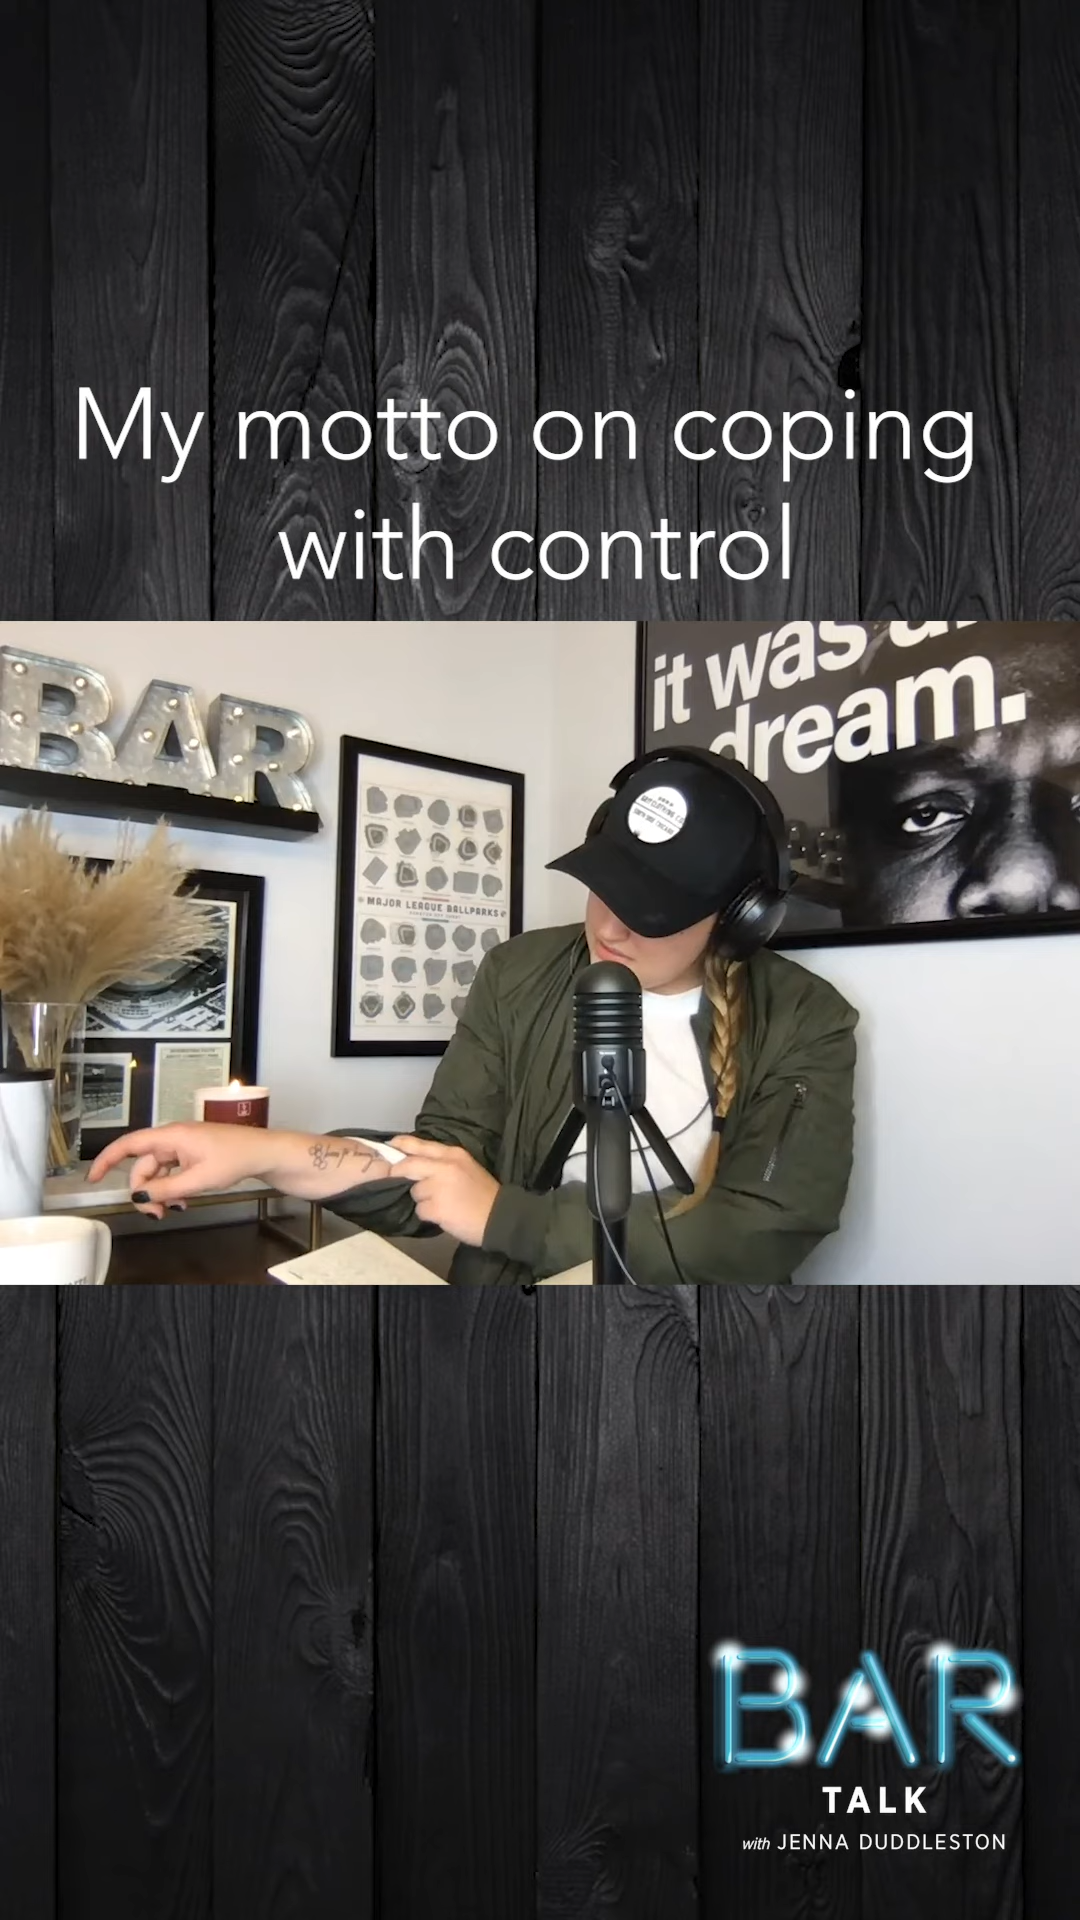 My motto on coping
with control
it was
dream.
BAR
MAJOR LEAGUE BALLPARKS
BAR
TALK
with JENNA DUDDLESTON